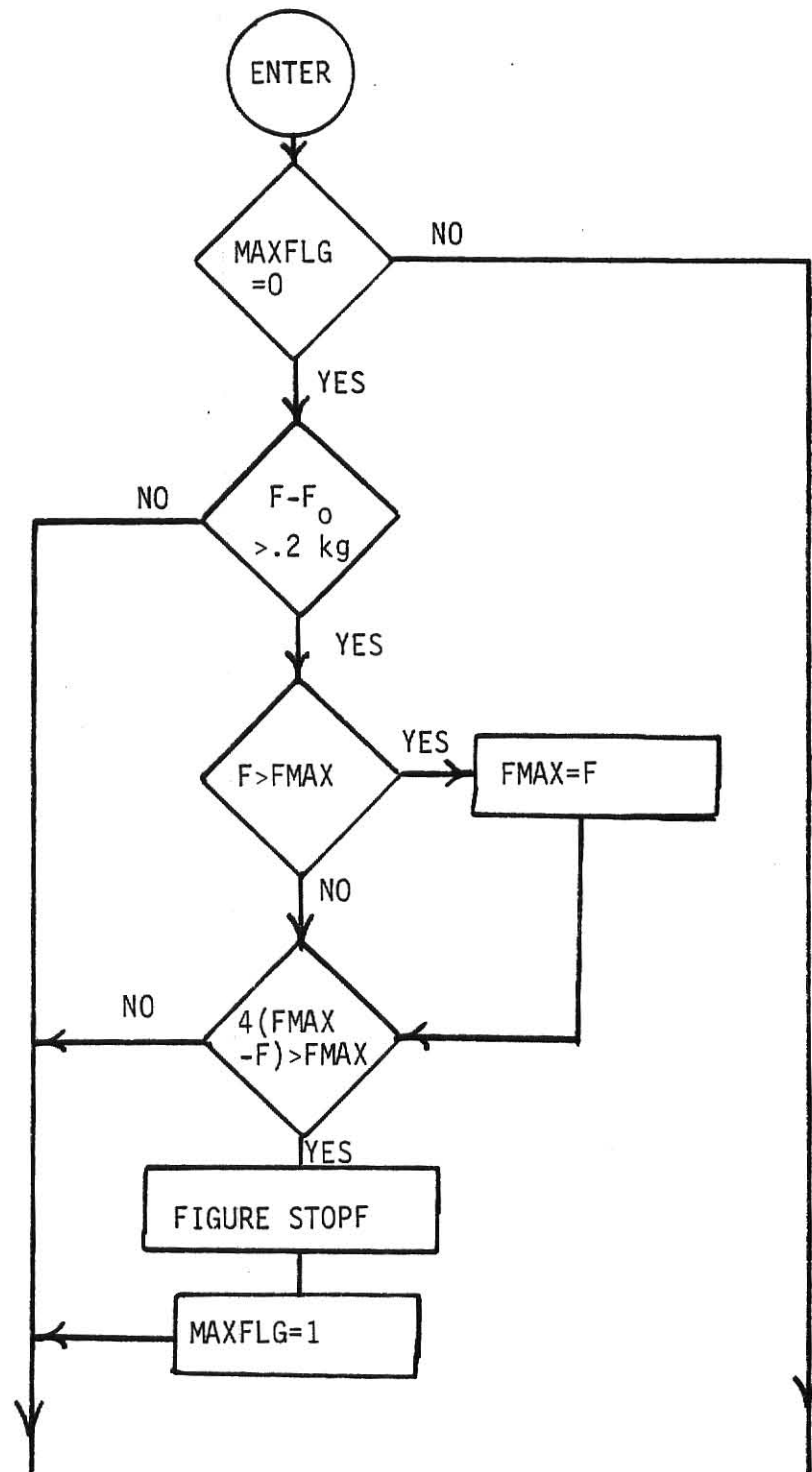 ENTER
MAXFLG
=0
NO
YES
F-Fo
>.2 kg
NO
YES
F>FMAX
YES
FMAX=F
NO
4(FMAX
-F)>FMAX
NO
YES
FIGURE STOPF
MAXFLG=1